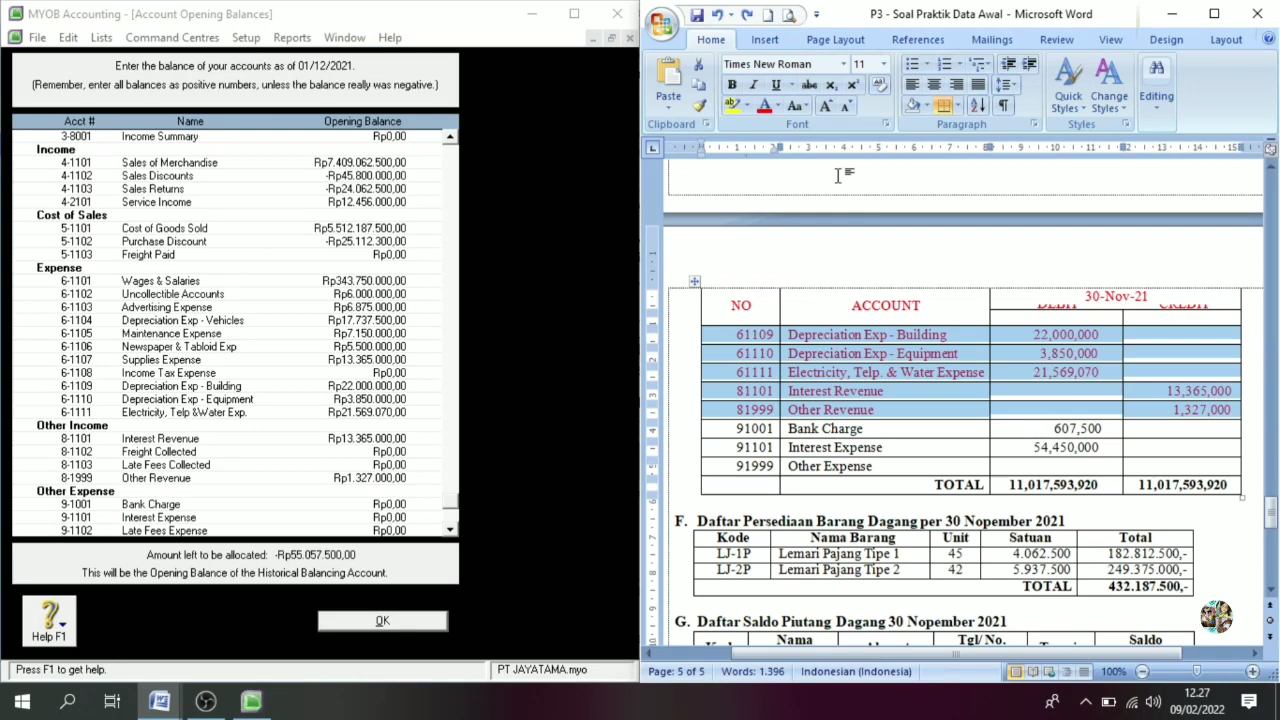 MYOB Accounting - [Account Opening Balances]
File Edit Lists Command Centres Setup Reports Window Help
Enter the balance of your accounts as of 01/12/2021.
(Remember, enter all balances as positive numbers, unless the balance really was negative.)
Acct # Name Opening Balance
3-8001 Income Summary Rp0,00
Income
4-1101 Sales of Merchandise Rp7.409.062.500,00
4-1102 Sales Discounts -Rp45.800.000,00
4-1103 Sales Returns -Rp24.062.500,00
4-2101 Service Income Rp12.456.000,00
Cost of Sales
5-1101 Cost of Goods Sold Rp5.512.187.500,00
5-1102 Purchase Discount -Rp25.112.300,00
5-1103 Freight Paid Rp0,00
Expense
6-1101 Wages & Salaries Rp343.750.000,00
6-1102 Uncollectible Accounts Rp6.000.000,00
6-1103 Advertising Expense Rp6.875.000,00
6-1104 Depreciation Exp - Vehicles Rp17.737.500,00
6-1105 Maintenance Expense Rp7.150.000,00
6-1106 Newspaper & Tabloid Exp Rp5.500.000,00
6-1107 Supplies Expense Rp13.365.000,00
6-1108 Income Tax Expense Rp0,00
6-1109 Depreciation Exp - Building Rp22.000.000,00
6-1110 Depreciation Exp - Equipment Rp3.850.000,00
6-1111 Electricity, Telp &Water Exp. Rp21.569.070,00
Other Income
8-1101 Interest Revenue Rp13.365.000,00
8-1102 Freight Collected Rp0,00
8-1103 Late Fees Collected Rp0,00
8-1999 Other Revenue Rp1.327.000,00
Other Expense
9-1001 Bank Charge Rp0,00
9-1101 Interest Expense Rp0,00
9-1102 Late Fees Expense Rp0,00
Amount left to be allocated: -Rp55.057.500,00
This will be the Opening Balance of the Historical Balancing Account.
Help F1
OK
Press F1 to get help. PT JAYATAMA.myo
P3 - Soal Praktik Data Awal - Microsoft Word
Home Insert Page Layout References Mailings Review View Design Layout
Times New Roman 11
Paste
Quick Styles
Change Styles
Editing
Clipboard Font Paragraph Styles
NO ACCOUNT 30-Nov-21
DEBIT CREDIT
61109 Depreciation Exp - Building 22,000,000
61110 Depreciation Exp - Equipment 3,850,000
61111 Electricity, Telp. & Water Expense 21,569,070
81101 Interest Revenue 13,365,000
81999 Other Revenue 1,327,000
91001 Bank Charge 607,500
91101 Interest Expense 54,450,000
91999 Other Expense
TOTAL 11,017,593,920 11,017,593,920
F. Daftar Persediaan Barang Dagang per 30 Nopember 2021
Kode Nama Barang Unit Satuan Total
LJ-1P Lemari Pajang Tipe 1 45 4.062.500 182.812.500,-
LJ-2P Lemari Pajang Tipe 2 42 5.937.500 249.375.000,-
TOTAL 432.187.500,-
G. Daftar Saldo Piutang Dagang 30 Nopember 2021
Nama Tgl/ No. Saldo
Page: 5 of 5 Words: 1.396 Indonesian (Indonesia) 100%
12.27
09/02/2022